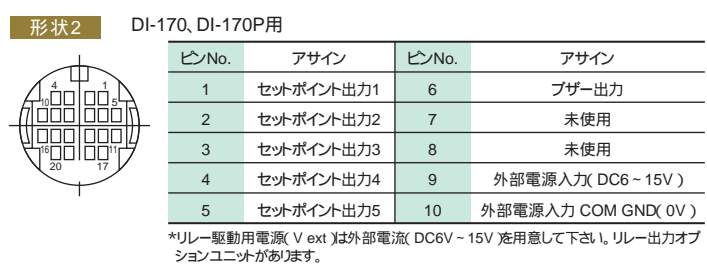 形状2 DI-170、DI-170P用
ピンNo. アサイン ピンNo. アサイン
1 セットポイント出力1 6 ブザー出力
2 セットポイント出力2 7 未使用
3 セットポイント出力3 8 未使用
4 セットポイント出力4 9 外部電源入力( DC6~15V )
5 セットポイント出力5 10 外部電源入力 COM GND( 0V )
4 1
10 5
16 11
20 17
*リレー駆動用電源( V ext )は外部電流( DC6V~15V )を用意して下さい。リレー出力オプ
ションユニットがあります。